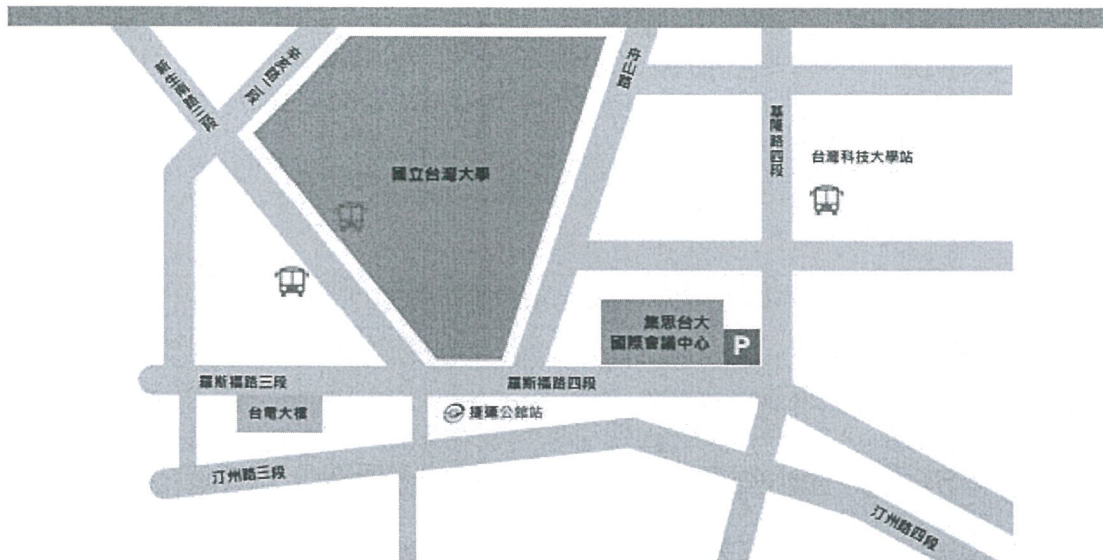 新生南路三段
辛亥路二段
舟山路
基隆路四段
台灣科技大學站
國立台灣大學
集思台大
國際會議中心
P
羅斯福路三段
羅斯福路四段
台電大樓
捷運公館站
汀州路三段
汀州路四段